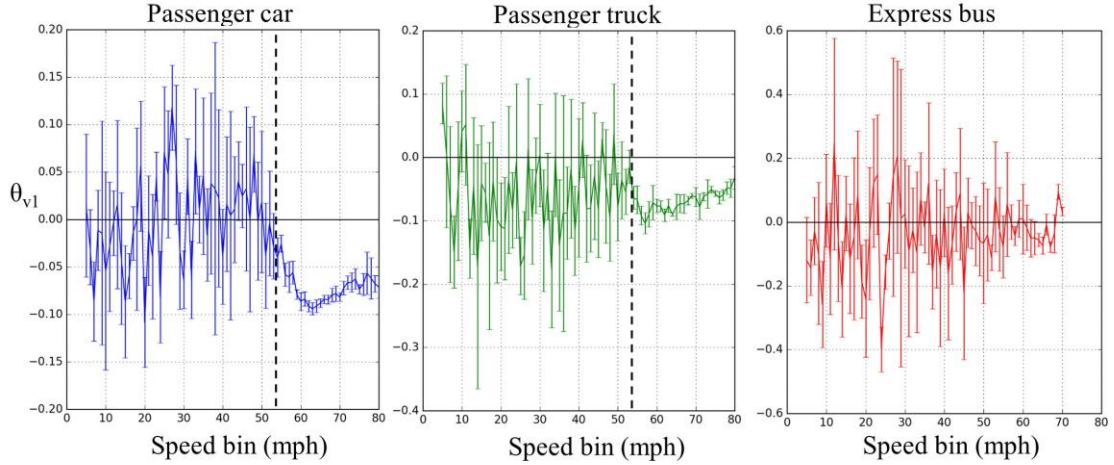 Passenger car
Passenger truck
Express bus
θv1
0.20
0.15
0.10
0.05
0.00
−0.05
−0.10
−0.15
−0.20
0 10 20 30 40 50 60 70 80
Speed bin (mph)
0.2
0.1
0.0
−0.1
−0.2
−0.3
−0.4
0 10 20 30 40 50 60 70 80
Speed bin (mph)
0.6
0.4
0.2
0.0
−0.2
−0.4
−0.6
0 10 20 30 40 50 60 70 80
Speed bin (mph)